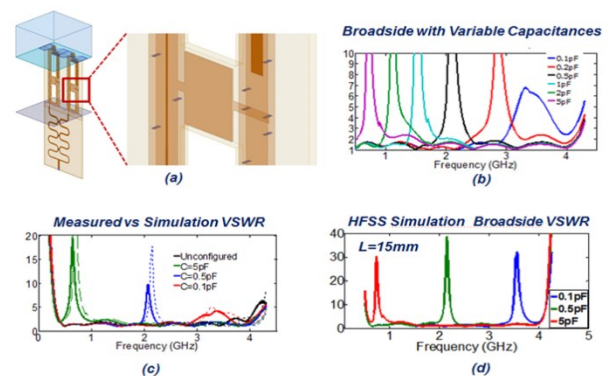 (a)
Broadside with Variable Capacitances
10
9
8
7
6
5
4
3
2
1
0.1pF
0.2pF
0.5pF
1pF
2pF
5pF
1
2
3
4
Frequency (GHz)
(b)
Measured vs Simulation VSWR
20
15
10
5
0
Unconfigured
C=5pF
C=0.5pF
C=0.1pF
0
1
2
3
4
Frequency (GHz)
(c)
HFSS Simulation Broadside VSWR
L=15mm
40
30
20
10
0
0.1pF
0.5pF
5pF
0
1
2
3
4
Frequency (GHz)
(d)